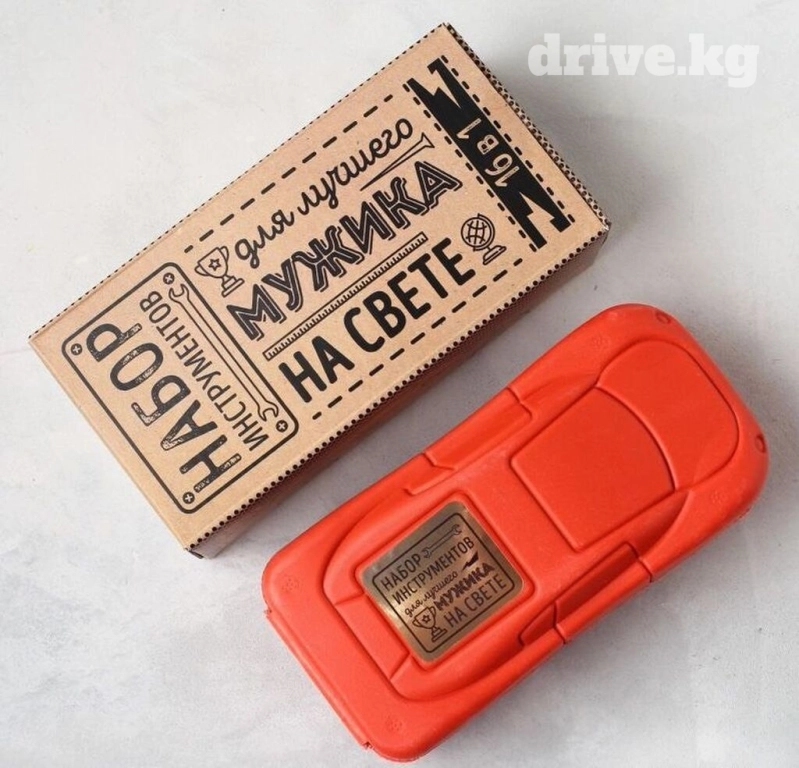 drive.kg
НАБОР
ИНСТРУМЕНТОВ
для лучшего
МУЖИКА
НА СВЕТЕ
16 в 1
НАБОР
ИНСТРУМЕНТОВ
для лучшего
МУЖИКА
НА СВЕТЕ